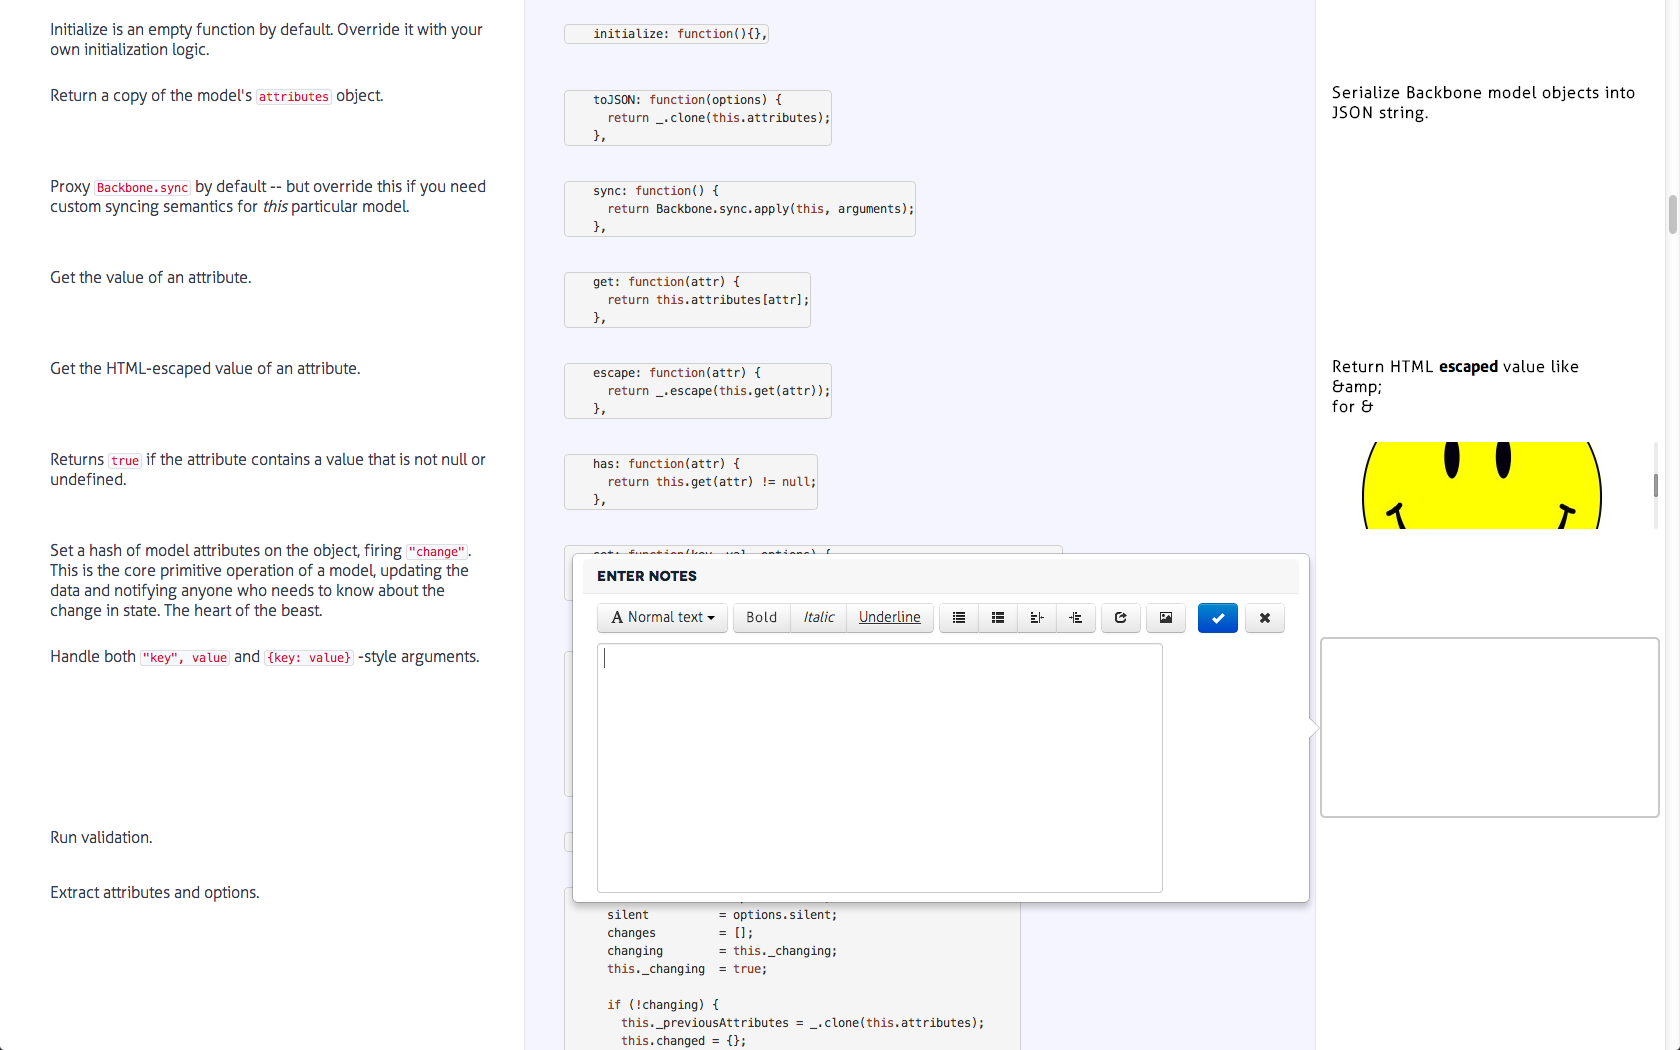 Initialize is an empty function by default. Override it with your
own initialization logic.
initialize: function(){},
Return a copy of the model's attributes object.
toJSON: function(options) {
return _.clone(this.attributes);
},
Serialize Backbone model objects into
JSON string.
Proxy Backbone.sync by default -- but override this if you need
custom syncing semantics for this particular model.
sync: function() {
return Backbone.sync.apply(this, arguments);
},
Get the value of an attribute.
get: function(attr) {
return this.attributes[attr];
},
Get the HTML-escaped value of an attribute.
escape: function(attr) {
return _.escape(this.get(attr));
},
Return HTML escaped value like
&amp;
for &
Returns true if the attribute contains a value that is not null or
undefined.
has: function(attr) {
return this.get(attr) != null;
},
Set a hash of model attributes on the object, firing "change".
This is the core primitive operation of a model, updating the
data and notifying anyone who needs to know about the
change in state. The heart of the beast.
set: function(key, val, options) {
ENTER NOTES
A Normal text
Bold
Italic
Underline
Handle both "key", value and {key: value} -style arguments.
Run validation.
Extract attributes and options.
silent = options.silent;
changes = [];
changing = this._changing;
this._changing = true;
if (!changing) {
this._previousAttributes = _.clone(this.attributes);
this.changed = {};